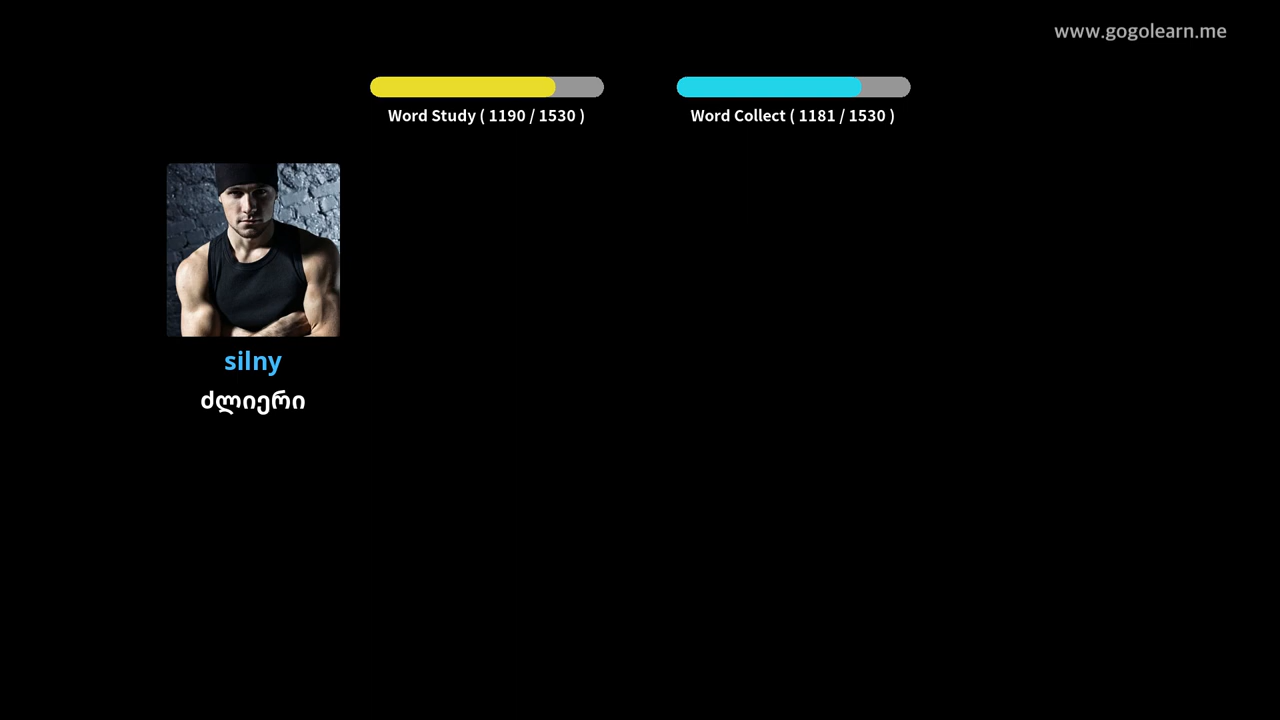 www.gogolearn.me
Word Study ( 1190 / 1530 )
Word Collect ( 1181 / 1530 )
silny
ძლიერი